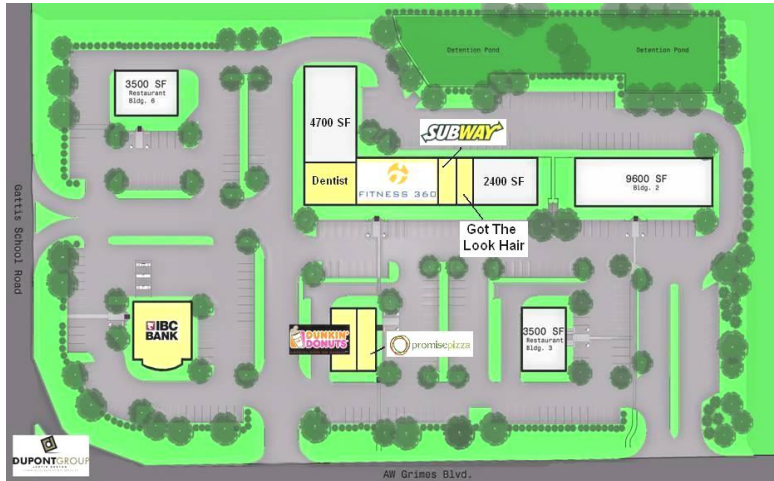 Detention Pond
Detention Pond
3500 SF
Restaurant
Bldg. 6
4700 SF
SUBWAY
Dentist
FITNESS 360
2400 SF
9600 SF
Bldg. 2
Got The
Look Hair
Gattis School Road
IBC
BANK
DUNKIN'
DONUTS
promisepizza
3500 SF
Restaurant
Bldg. 3
DUPONTGROUP
AW Grimes Blvd.